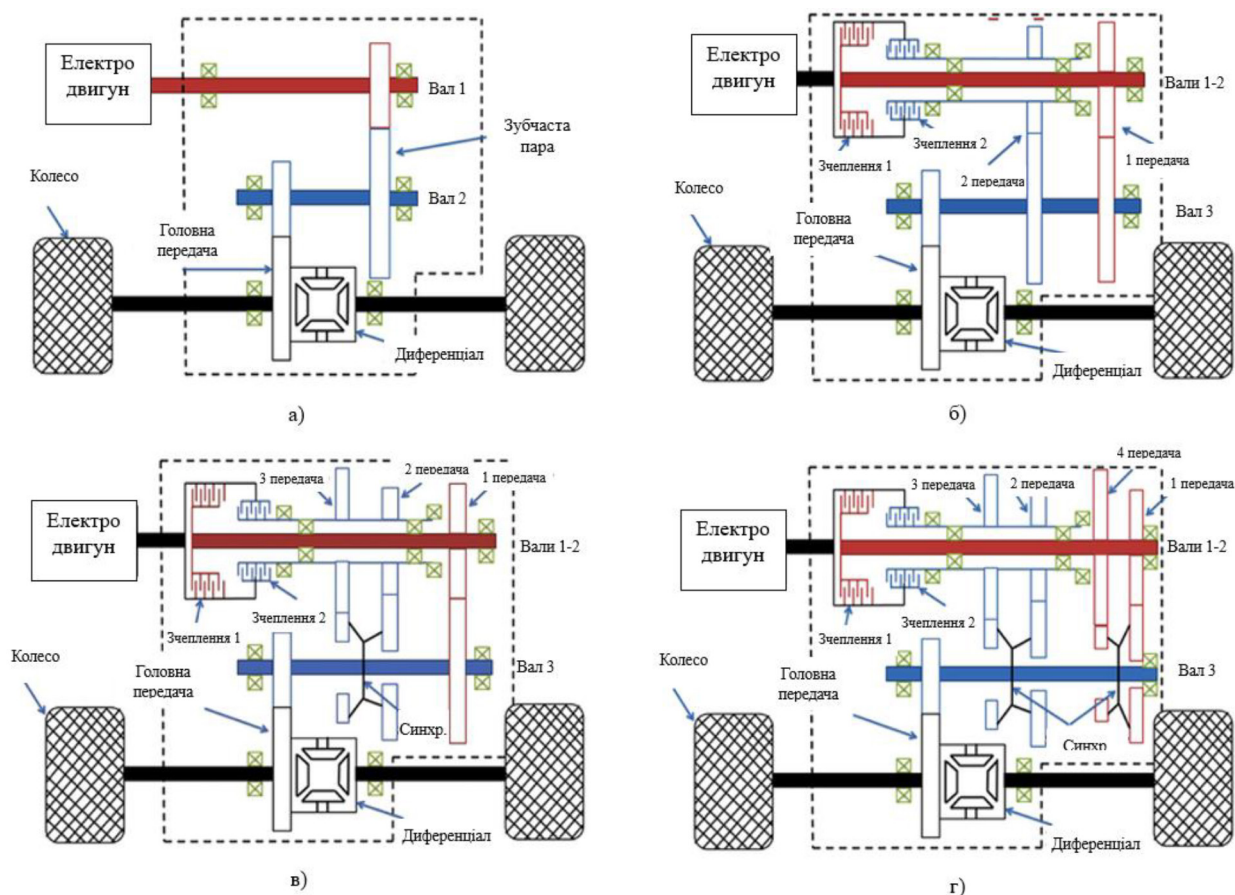 Електро
двигун
Вал 1
Зубчаста
пара
Колесо
Вал 2
Головна
передача
Диференціал
а)
Електро
двигун
Вали 1-2
Зчеплення 2
Зчеплення 1
2 передача
1 передача
Колесо
Головна
передача
Вал 3
Диференціал
б)
3 передача
2 передача
1 передача
Електро
двигун
Вали 1-2
Зчеплення 2
Зчеплення 1
Колесо
Головна
передача
Вал 3
Синхр.
Диференціал
в)
4 передача
3 передача
2 передача
1 передача
Електро
двигун
Вали 1-2
Зчеплення 2
Зчеплення 1
Колесо
Головна
передача
Вал 3
Синхр
Диференціал
г)